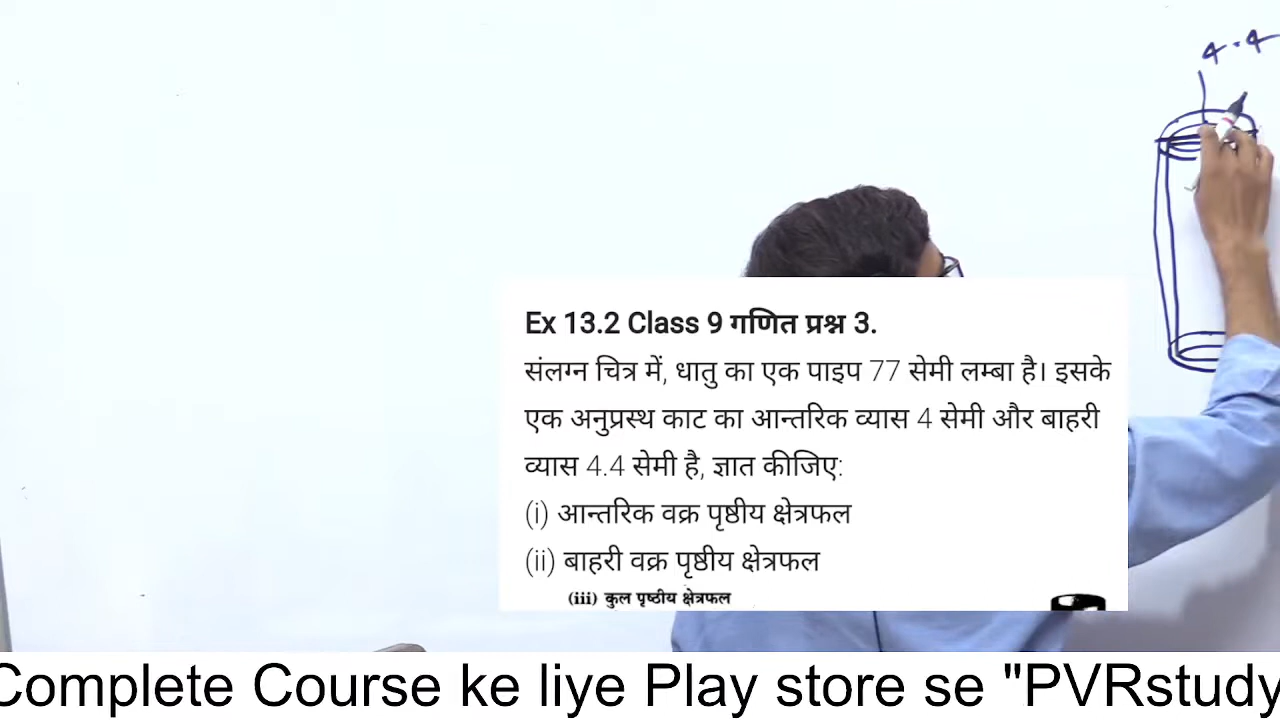 4.4
Ex 13.2 Class 9 गणित प्रश्न 3.
संलग्न चित्र में, धातु का एक पाइप 77 सेमी लम्बा है। इसके
एक अनुप्रस्थ काट का आन्तरिक व्यास 4 सेमी और बाहरी
व्यास 4.4 सेमी है, ज्ञात कीजिए:
(i) आन्तरिक वक्र पृष्ठीय क्षेत्रफल
(ii) बाहरी वक्र पृष्ठीय क्षेत्रफल
(iii) कुल पृष्ठीय क्षेत्रफल
Complete Course ke liye Play store se "PVRstudy